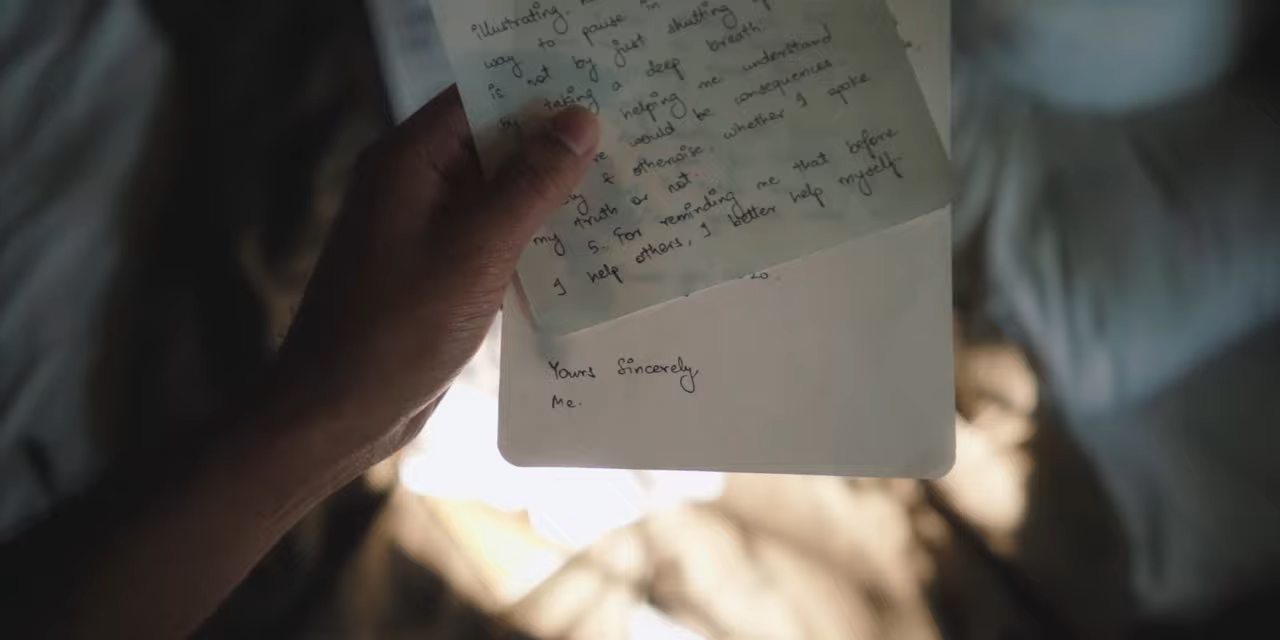 illustrating.
way to pause in
is not by just shutting
by taking a deep breath.
helping me understand
would be consequences
& otherwise, whether I spoke
my truth or not.
5. For reminding me that before
I help others, I better help myself
20
Yours Sincerely,
Me.